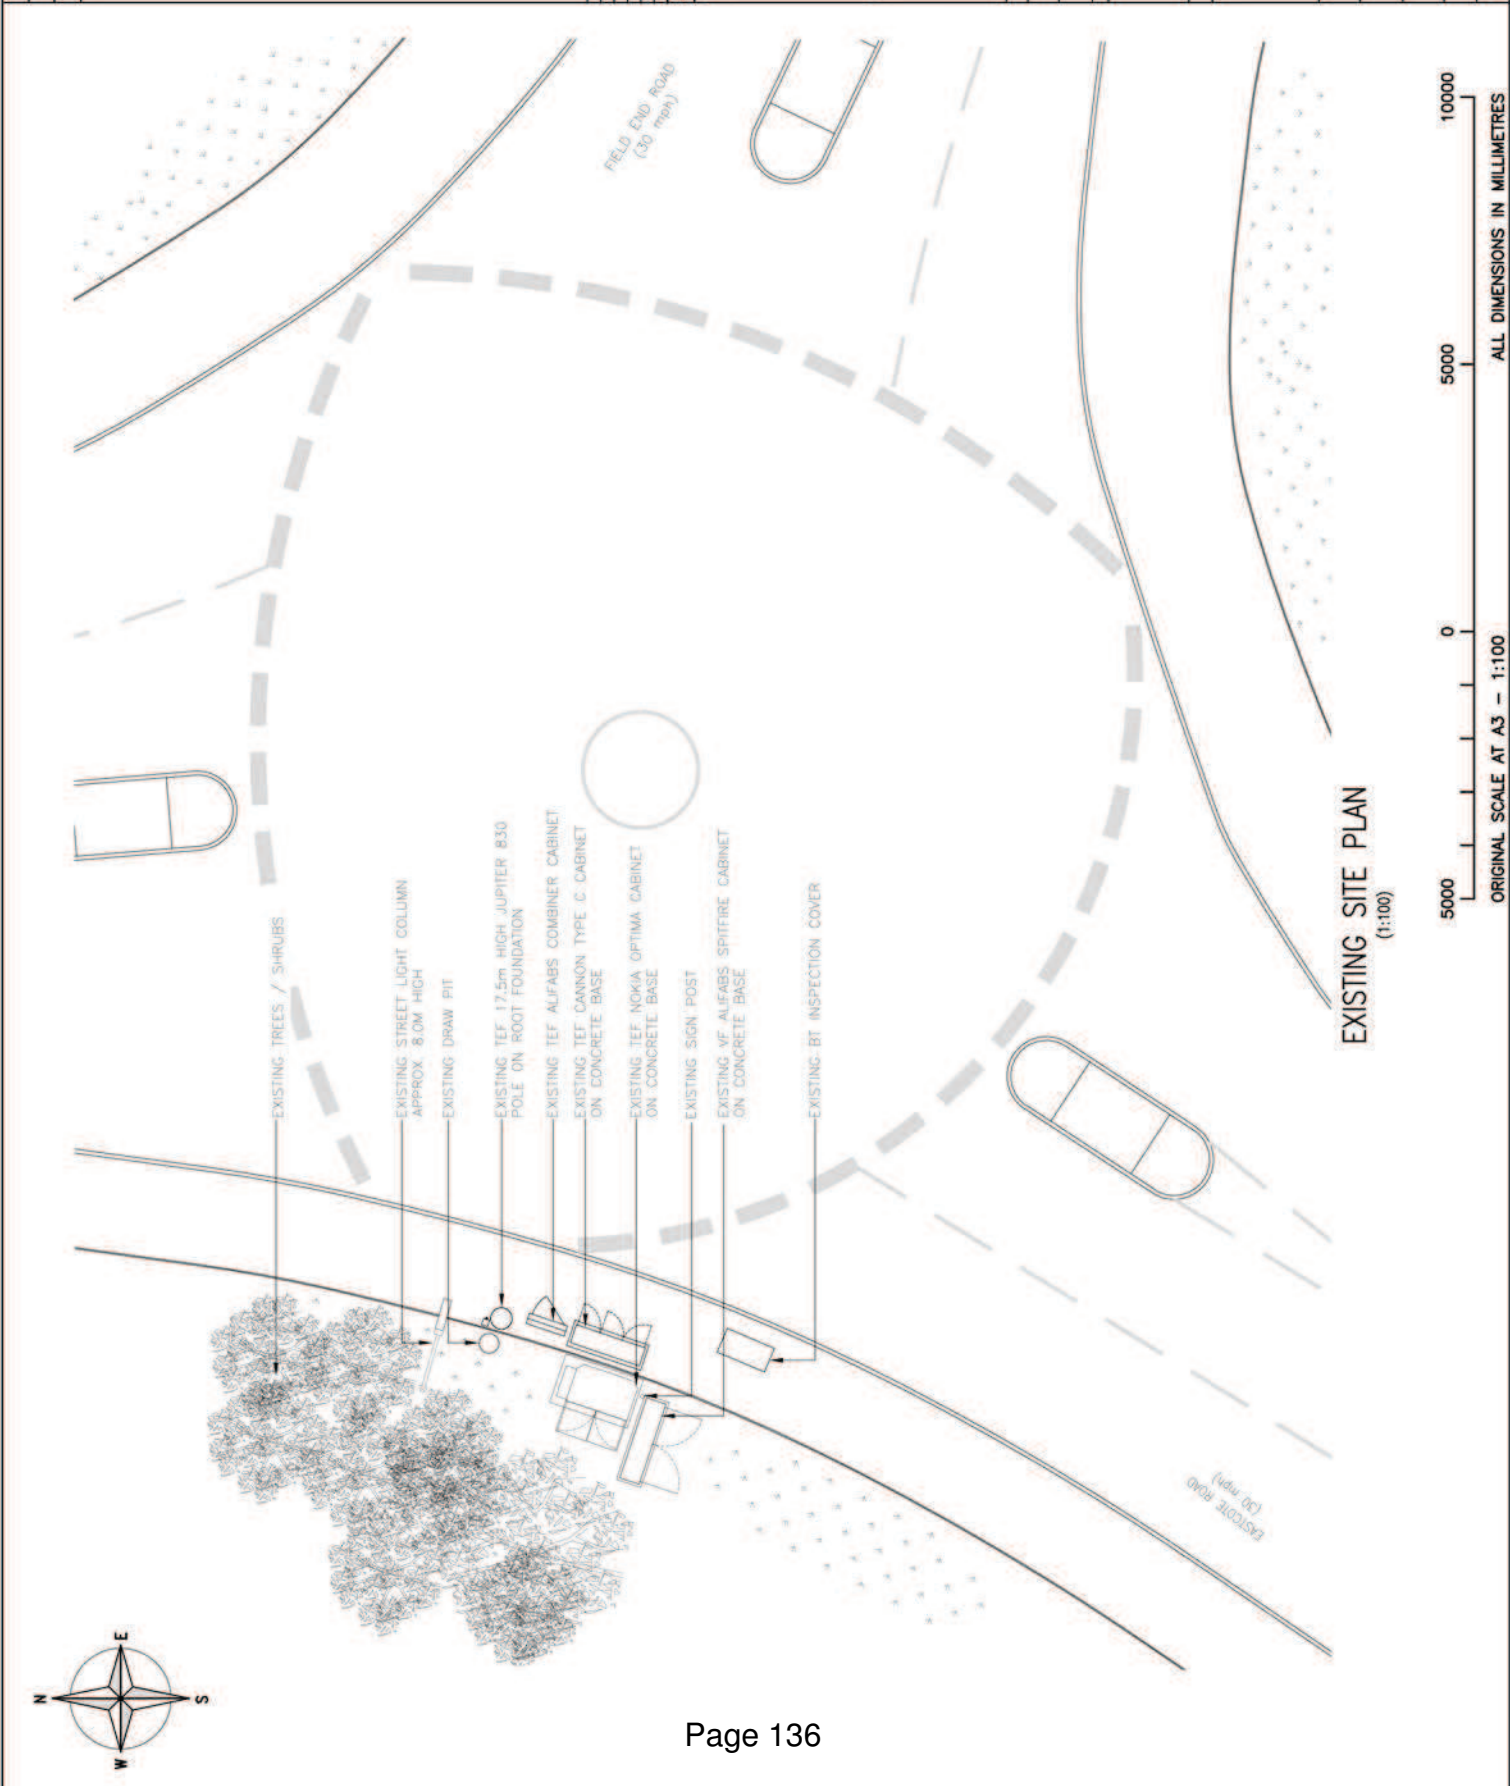 N
E
S
W
EXISTING TREES / SHRUBS
EXISTING STREET LIGHT COLUMN
APPROX. 8.0M HIGH
EXISTING DRAW PIT
EXISTING TEF 17.5m HIGH JUPITER 830
POLE ON ROOT FOUNDATION
EXISTING TEF ALIFABS COMBINER CABINET
EXISTING TEF CANNON TYPE C CABINET
ON CONCRETE BASE
EXISTING TEF NOKIA OPTIMA CABINET
ON CONCRETE BASE
EXISTING SIGN POST
EXISTING VF ALIFABS SPITFIRE CABINET
ON CONCRETE BASE
EXISTING BT INSPECTION COVER
FIELD END ROAD
(30 mph)
EASTCOTE ROAD
(30 mph)
EXISTING SITE PLAN
(1:100)
5000
0
5000
10000
ORIGINAL SCALE AT A3 - 1:100
ALL DIMENSIONS IN MILLIMETRES
Page 136